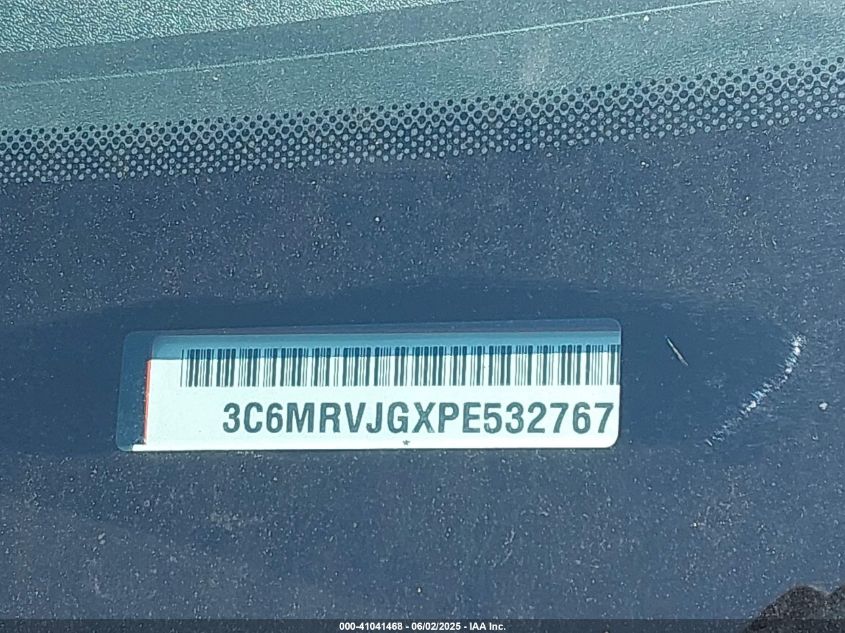 3C6MRVJGXPE532767
*
000-41041468 - 06/02/2025 - IAA Inc.